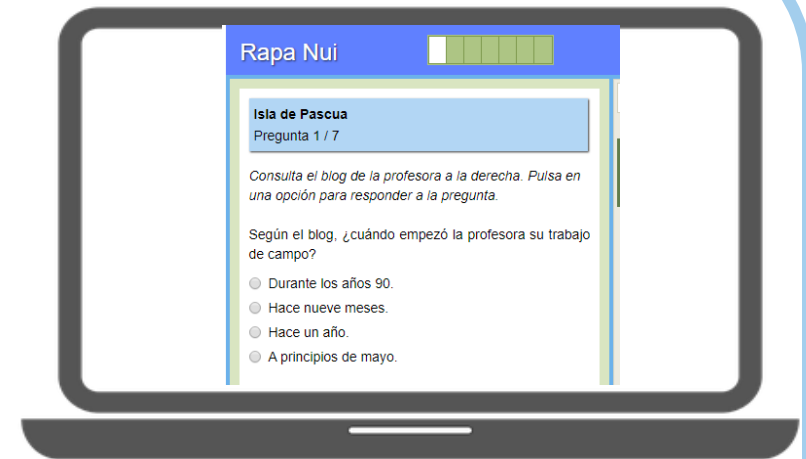 Rapa Nui
Isla de Pascua
Pregunta 1 / 7
Consulta el blog de la profesora a la derecha. Pulsa en
una opción para responder a la pregunta.
Según el blog, ¿cuándo empezó la profesora su trabajo
de campo?
Durante los años 90.
Hace nueve meses.
Hace un año.
A principios de mayo.